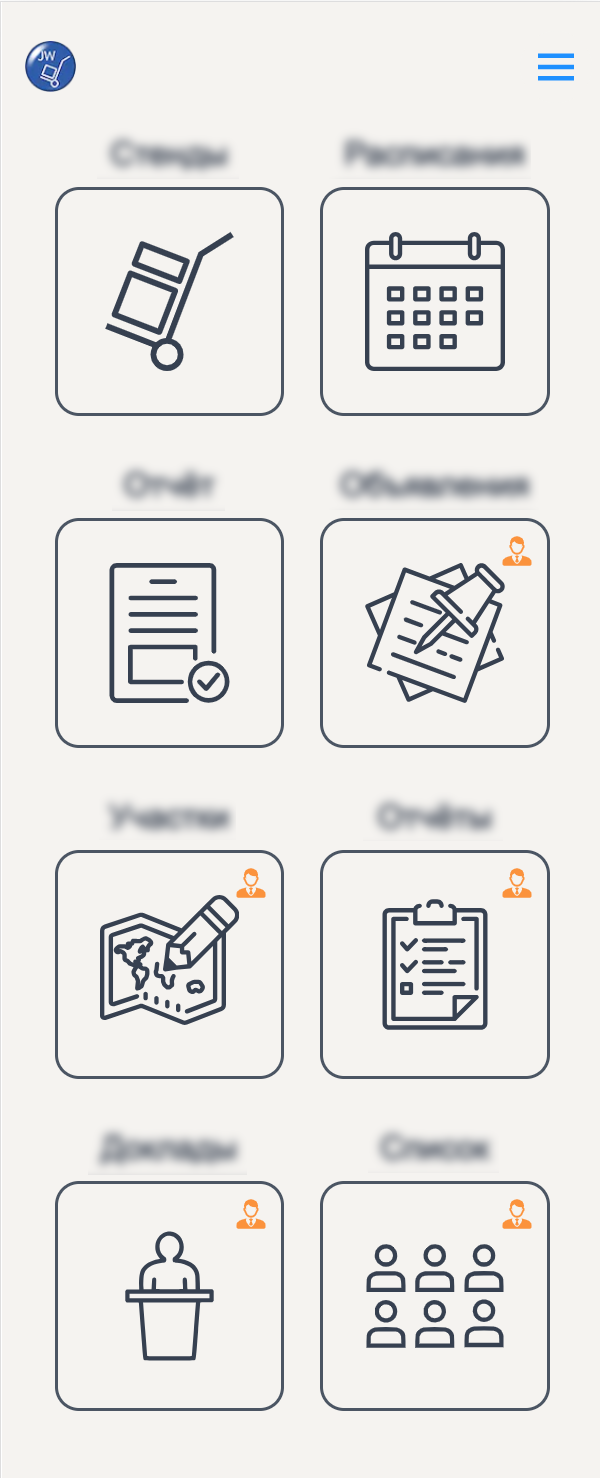 JW
Стенды
Расписания
Отчёт
Объявления
Участки
Отчёты
Доклады
Список